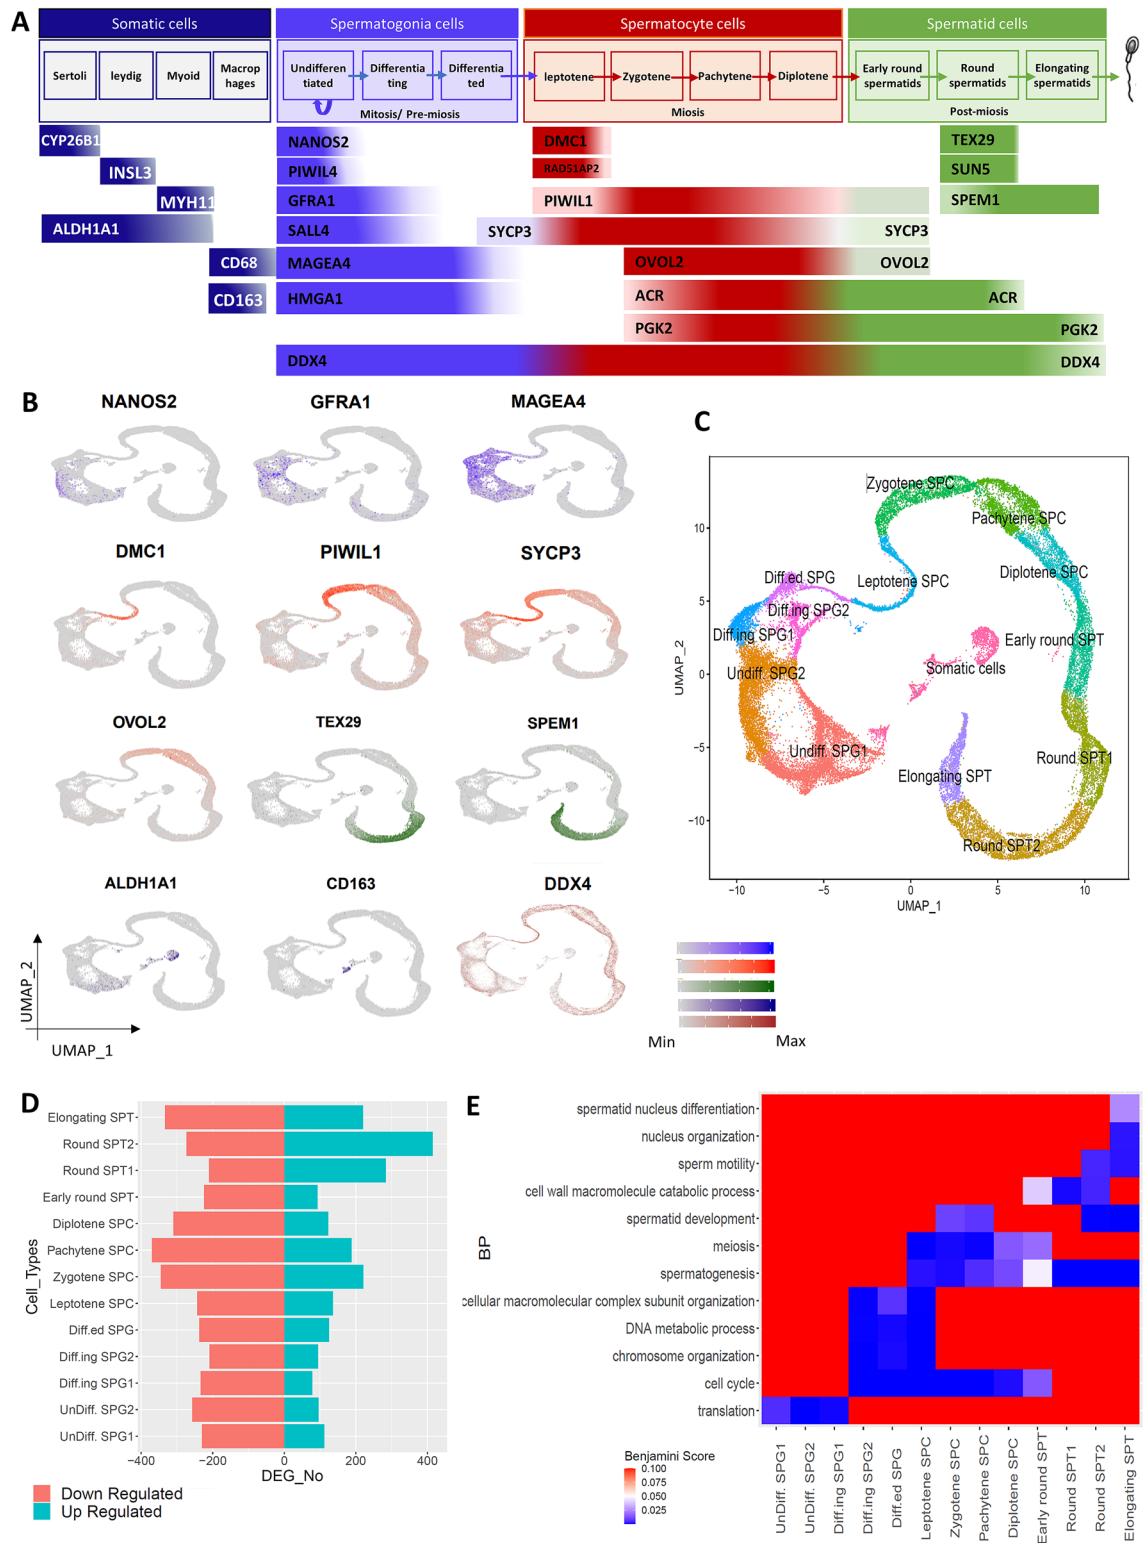 A
Somatic cells
Spermatogonia cells
Spermatocyte cells
Spermatid cells
Sertoli
leydig
Myoid
Macrop
hages
Undifferen
tiated
Differentia
ting
Differentia
ted
leptotene
Zygotene
Pachytene
Diplotene
Early round
spermatids
Round
spermatids
Elongating
spermatids
Mitosis/ Pre-miosis
Miosis
Post-miosis
CYP26B1
NANOS2
DMC1
TEX29
INSL3
PIWIL4
RAD51AP2
SUN5
MYH11
GFRA1
PIWIL1
SPEM1
ALDH1A1
SALL4
SYCP3
SYCP3
CD68
MAGEA4
OVOL2
OVOL2
CD163
HMGA1
ACR
ACR
PGK2
PGK2
DDX4
DDX4
B
NANOS2
GFRA1
MAGEA4
DMC1
PIWIL1
SYCP3
OVOL2
TEX29
SPEM1
ALDH1A1
CD163
DDX4
UMAP_2
UMAP_1
Min
Max
C
Zygotene SPC
Pachytene SPC
Diplotene SPC
Leptotene SPC
Diff.ed SPG
Diff.ing SPG2
Diff.ing SPG1
Early round SPT
Somatic cells
Undiff. SPG2
Undiff. SPG1
Round SPT1
Elongating SPT
Round SPT2
10
5
0
−5
−10
UMAP_2
−10
−5
0
5
10
UMAP_1
D
Elongating SPT
Round SPT2
Round SPT1
Early round SPT
Diplotene SPC
Pachytene SPC
Zygotene SPC
Leptotene SPC
Diff.ed SPG
Diff.ing SPG2
Diff.ing SPG1
UnDiff. SPG2
UnDiff. SPG1
Cell_Types
−400
−200
0
200
400
DEG_No
Down Regulated
Up Regulated
E
spermatid nucleus differentiation
nucleus organization
sperm motility
cell wall macromolecule catabolic process
spermatid development
meiosis
spermatogenesis
cellular macromolecular complex subunit organization
DNA metabolic process
chromosome organization
cell cycle
translation
BP
UnDiff. SPG1
UnDiff. SPG2
Diff.ing SPG1
Diff.ing SPG2
Diff.ed SPG
Leptotene SPC
Zygotene SPC
Pachytene SPC
Diplotene SPC
Early round SPT
Round SPT1
Round SPT2
Elongating SPT
Benjamini Score
0.100
0.075
0.050
0.025